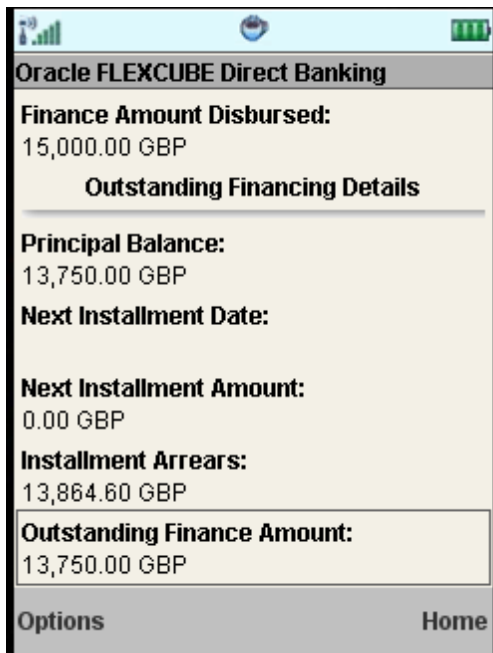 Oracle FLEXCUBE Direct Banking
Finance Amount Disbursed:
15,000.00 GBP
Outstanding Financing Details
Principal Balance:
13,750.00 GBP
Next Installment Date:
Next Installment Amount:
0.00 GBP
Installment Arrears:
13,864.60 GBP
Outstanding Finance Amount:
13,750.00 GBP
Options Home